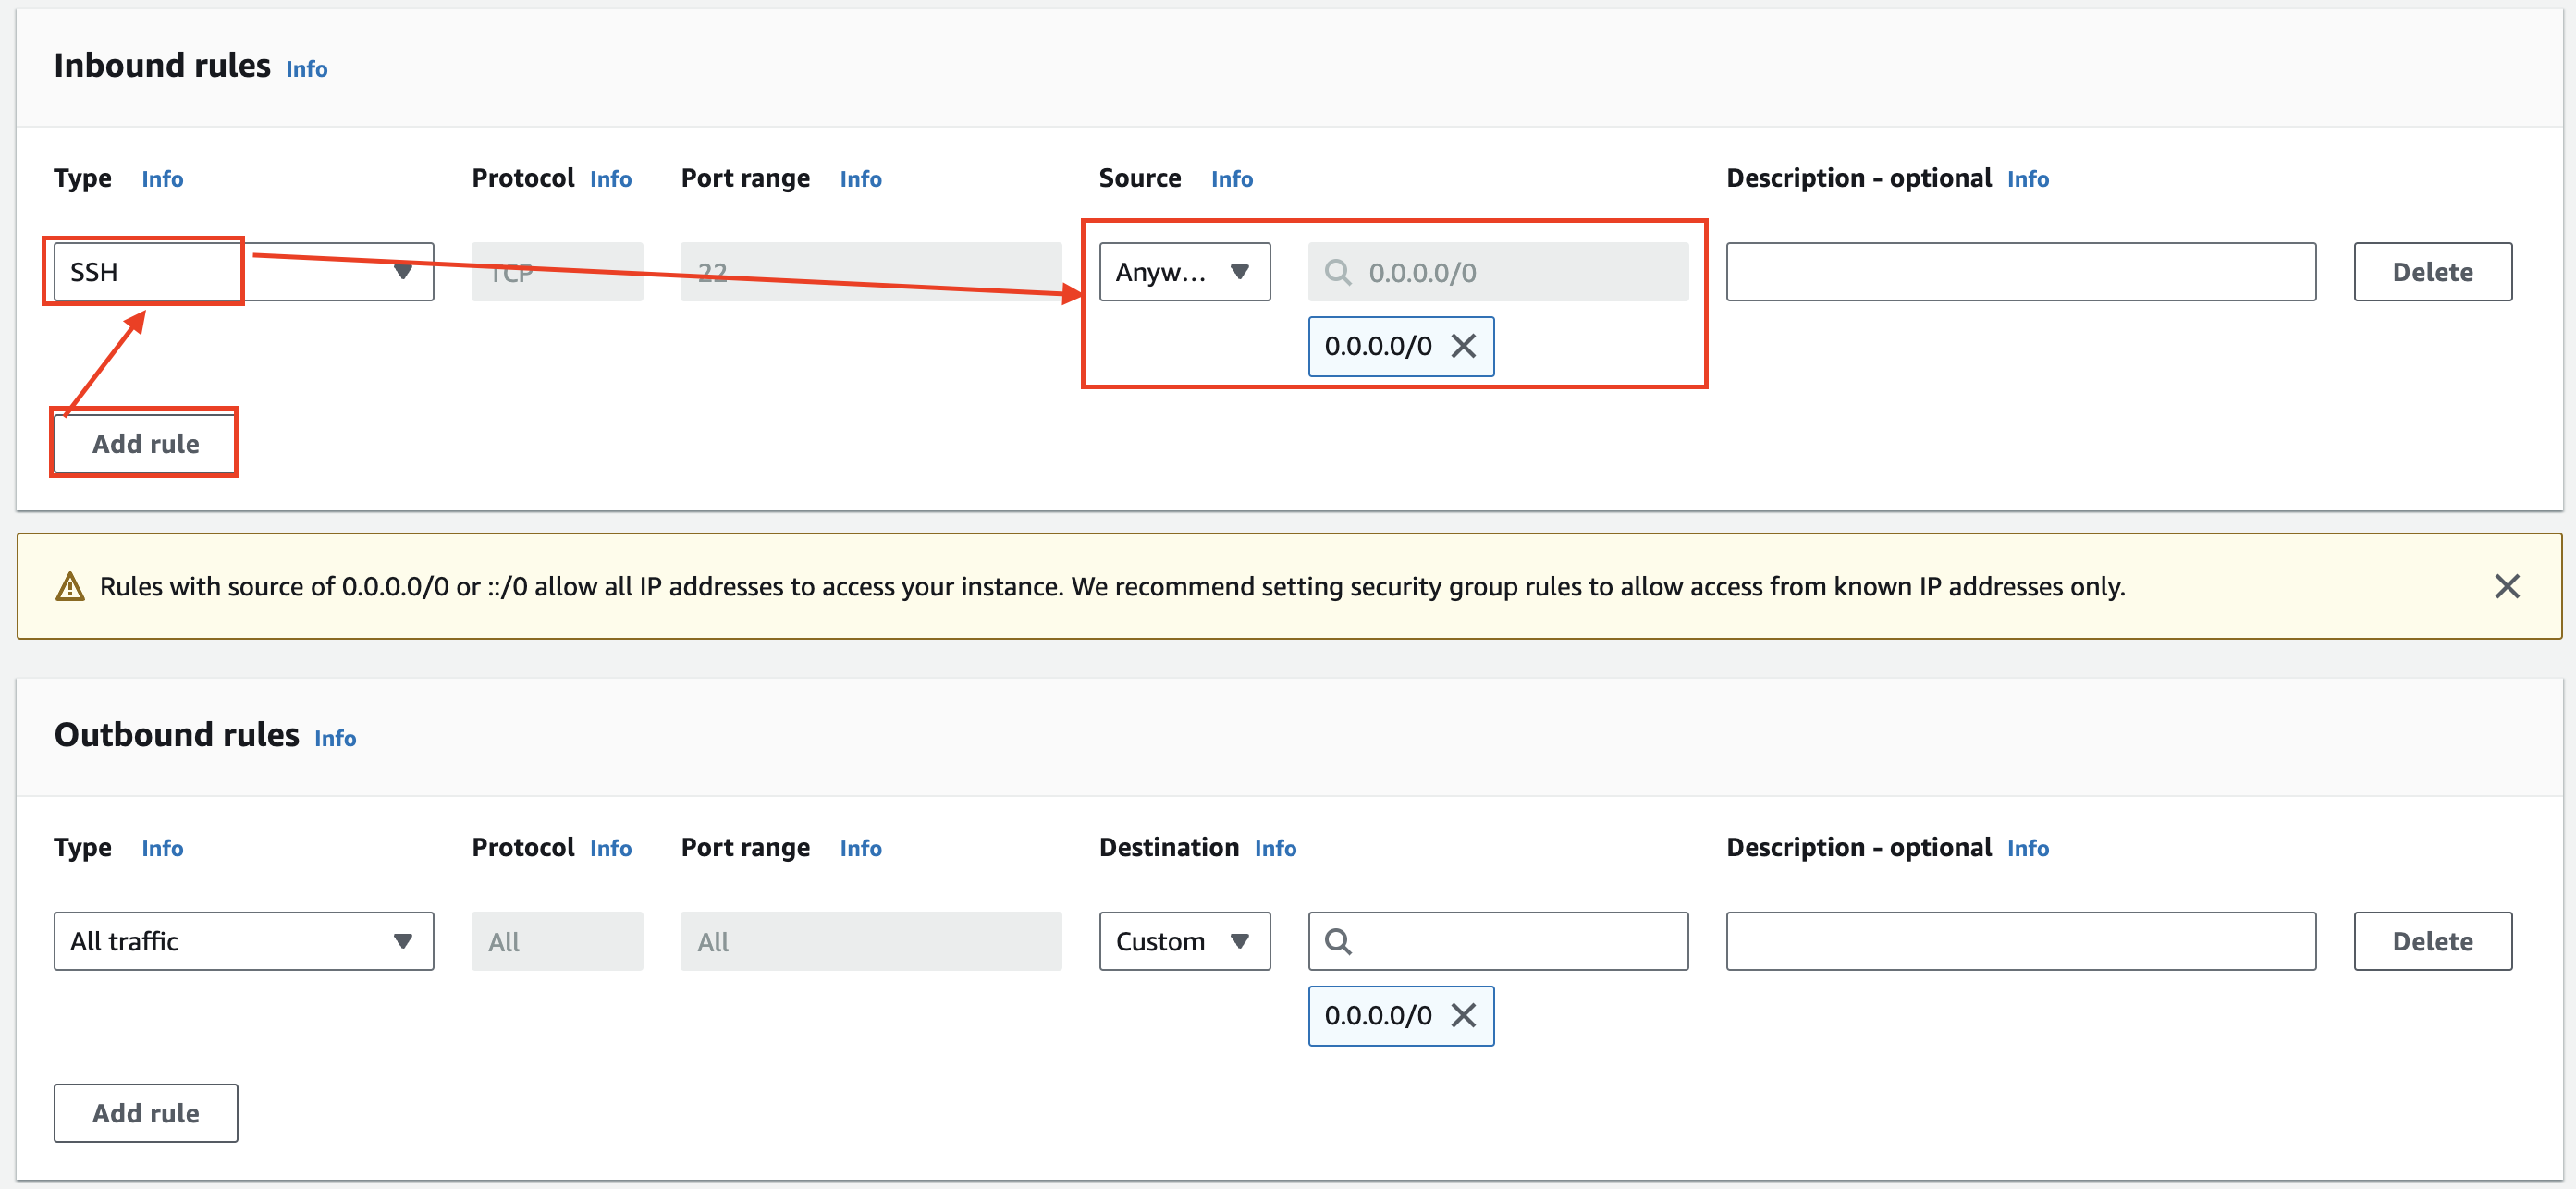 Inbound rules Info
Type Info Protocol Info Port range Info Source Info Description - optional Info
SSH TCP 22 Anyw... 0.0.0.0/0 Delete
0.0.0.0/0
Add rule
Rules with source of 0.0.0.0/0 or ::/0 allow all IP addresses to access your instance. We recommend setting security group rules to allow access from known IP addresses only.
Outbound rules Info
Type Info Protocol Info Port range Info Destination Info Description - optional Info
All traffic All All Custom Delete
0.0.0.0/0
Add rule